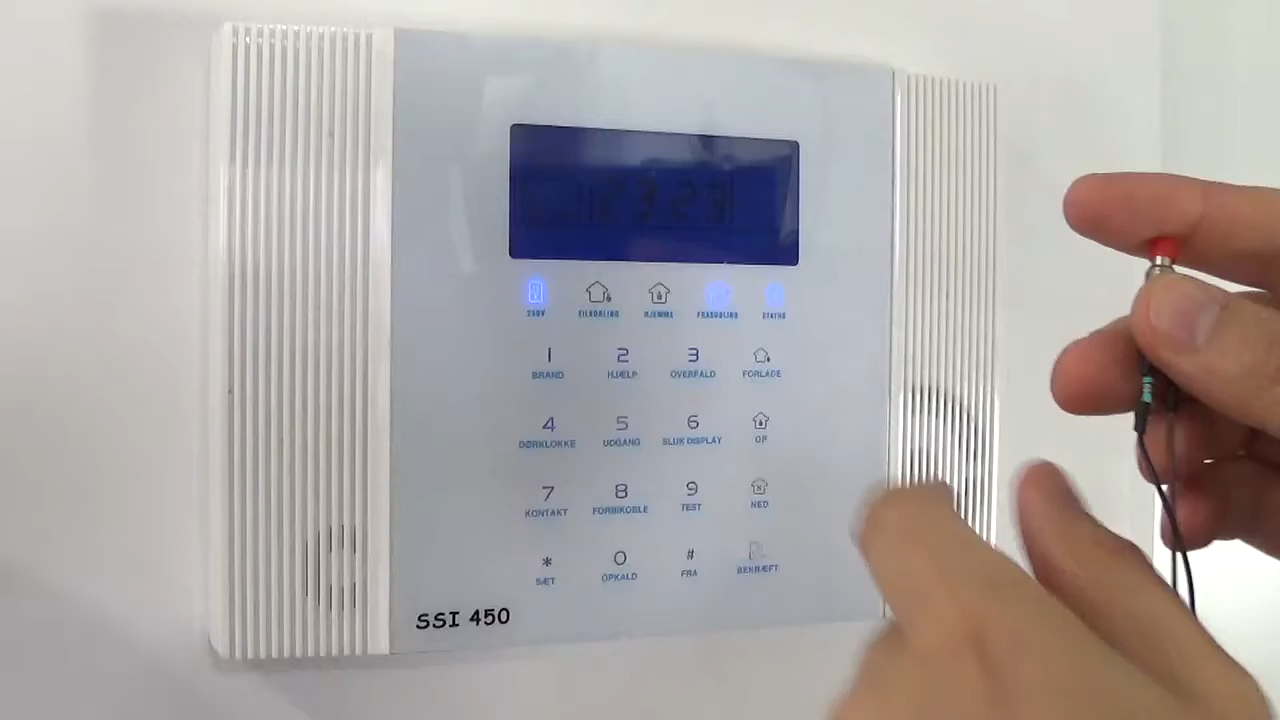 230V TILKOBLING HJEMME FRAKOBLING STATUS
1 2 3
BRAND HJÆLP OVERFALD FORLADE
4 5 6
DØRKLOKKE UDGANG SLUK DISPLAY OP
7 8 9
KONTAKT FORBIKOBLE TEST NED
* 0 #
SÆT OPKALD FRA BEKRÆFT
SSI 450